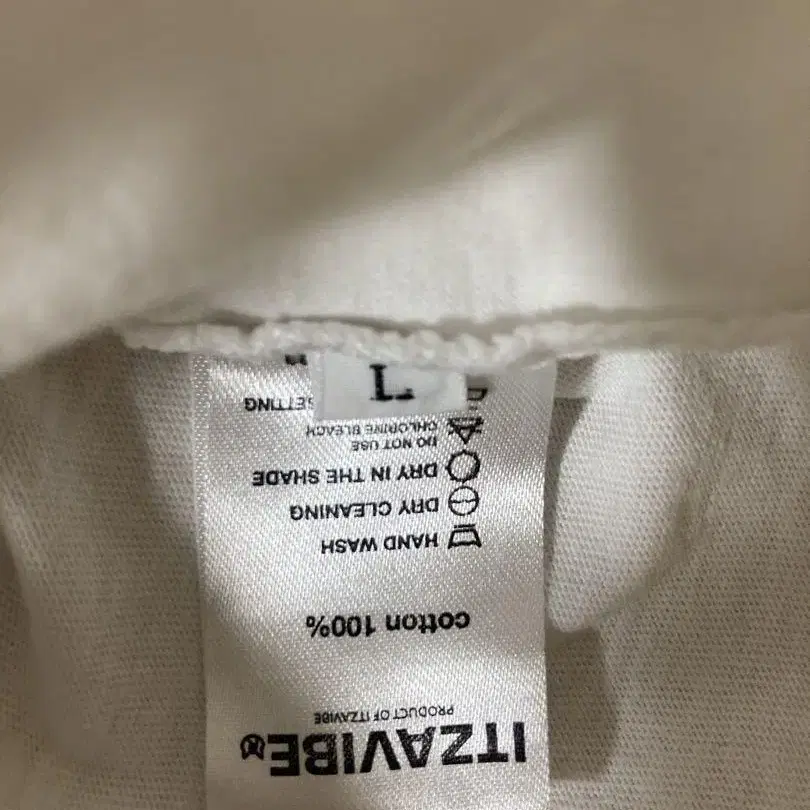 ITZAVIBE
PRODUCT OF ITZAVIBE
cotton 100%
HAND WASH
DRY CLEANING
DRY IN THE SHADE
DO NOT USE
CHLORINE BLEACH
L